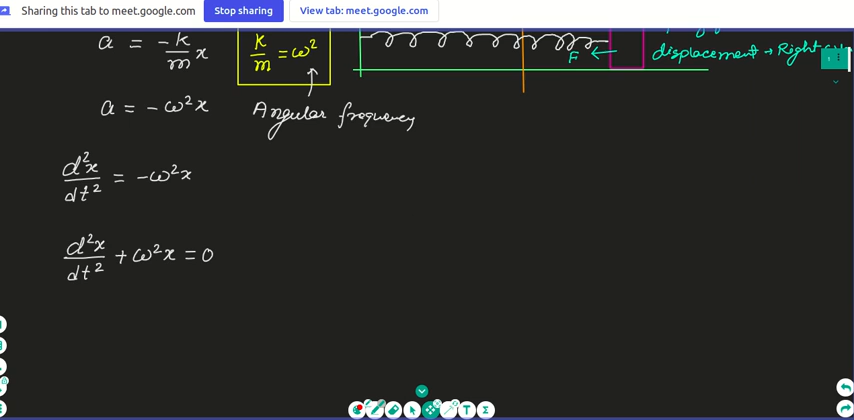 Sharing this tab to meet.google.com
Stop sharing
View tab: meet.google.com
a = -k/m x
k/m = ω²
F
displacement → Right
a = -ω²x
Angular frequency
d²x/dt² = -ω²x
d²x/dt² + ω²x = 0
T
Σ